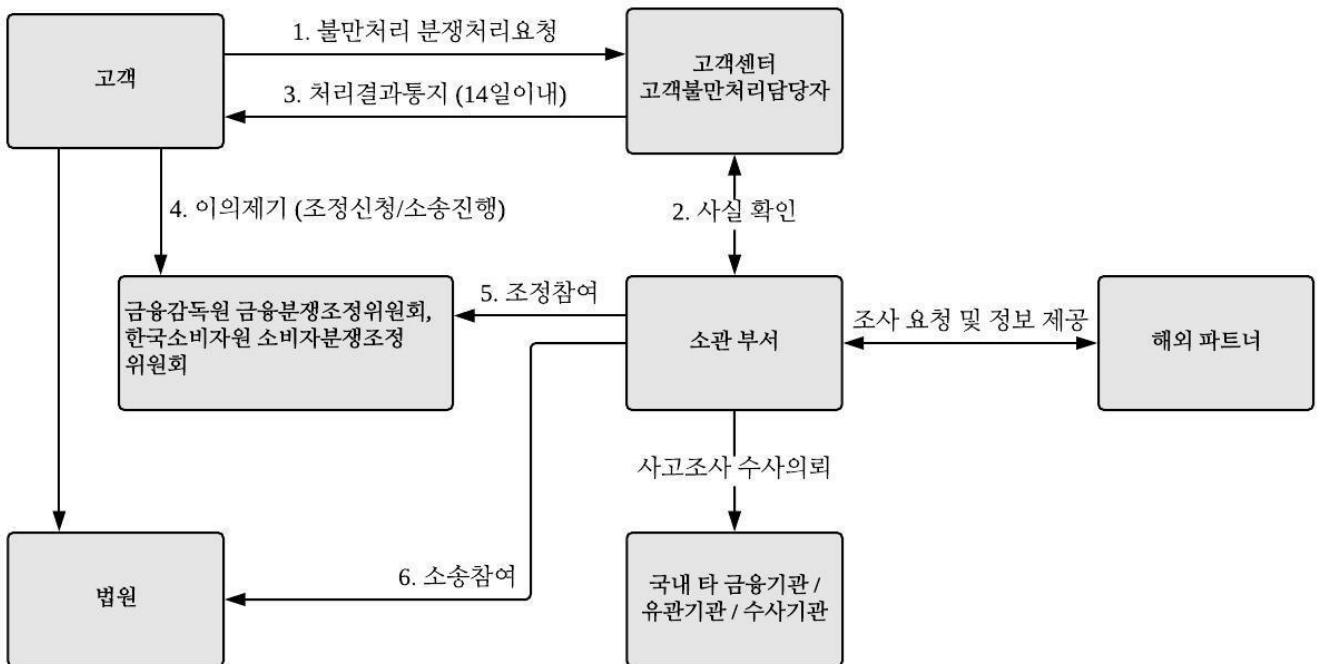 1. 불만처리 분쟁처리요청
고객
고객센터
고객불만처리담당자
3. 처리결과통지 (14일이내)
4. 이의제기 (조정신청/소송진행)
2. 사실 확인
금융감독원 금융분쟁조정위원회,
한국소비자원 소비자분쟁조정
위원회
5. 조정참여
소관 부서
조사 요청 및 정보 제공
해외 파트너
사고조사 수사의뢰
6. 소송참여
법원
국내 타 금융기관 /
유관기관 / 수사기관